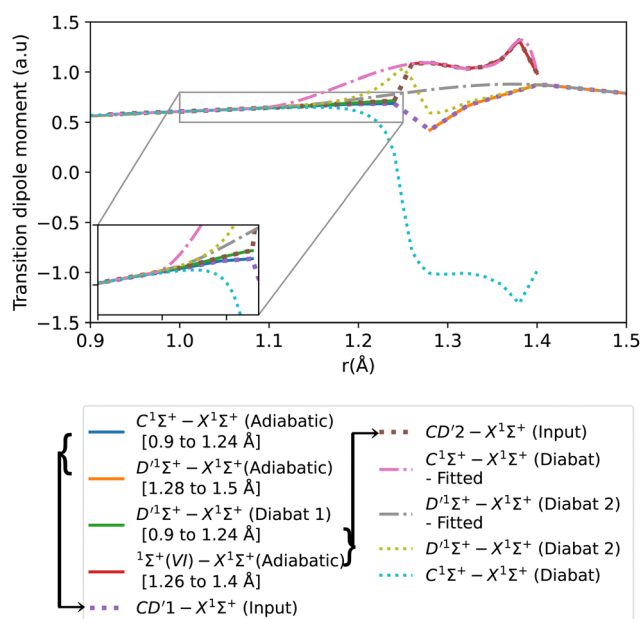 1.5
1.0
0.5
0.0
−0.5
−1.0
−1.5
Transition dipole moment (a.u)
0.9 1.0 1.1 1.2 1.3 1.4 1.5
r(Å)
C¹Σ⁺ − X¹Σ⁺ (Adiabatic)
[0.9 to 1.24 Å]
D′¹Σ⁺ − X¹Σ⁺(Adiabatic)
[1.28 to 1.5 Å]
D′¹Σ⁺ − X¹Σ⁺ (Diabat 1)
[0.9 to 1.24 Å]
¹Σ⁺(VI) − X¹Σ⁺(Adiabatic)
[1.26 to 1.4 Å]
CD′1 − X¹Σ⁺ (Input)
CD′2 − X¹Σ⁺ (Input)
C¹Σ⁺ − X¹Σ⁺ (Diabat)
- Fitted
D′¹Σ⁺ − X¹Σ⁺ (Diabat 2)
- Fitted
D′¹Σ⁺ − X¹Σ⁺ (Diabat 2)
C¹Σ⁺ − X¹Σ⁺ (Diabat)